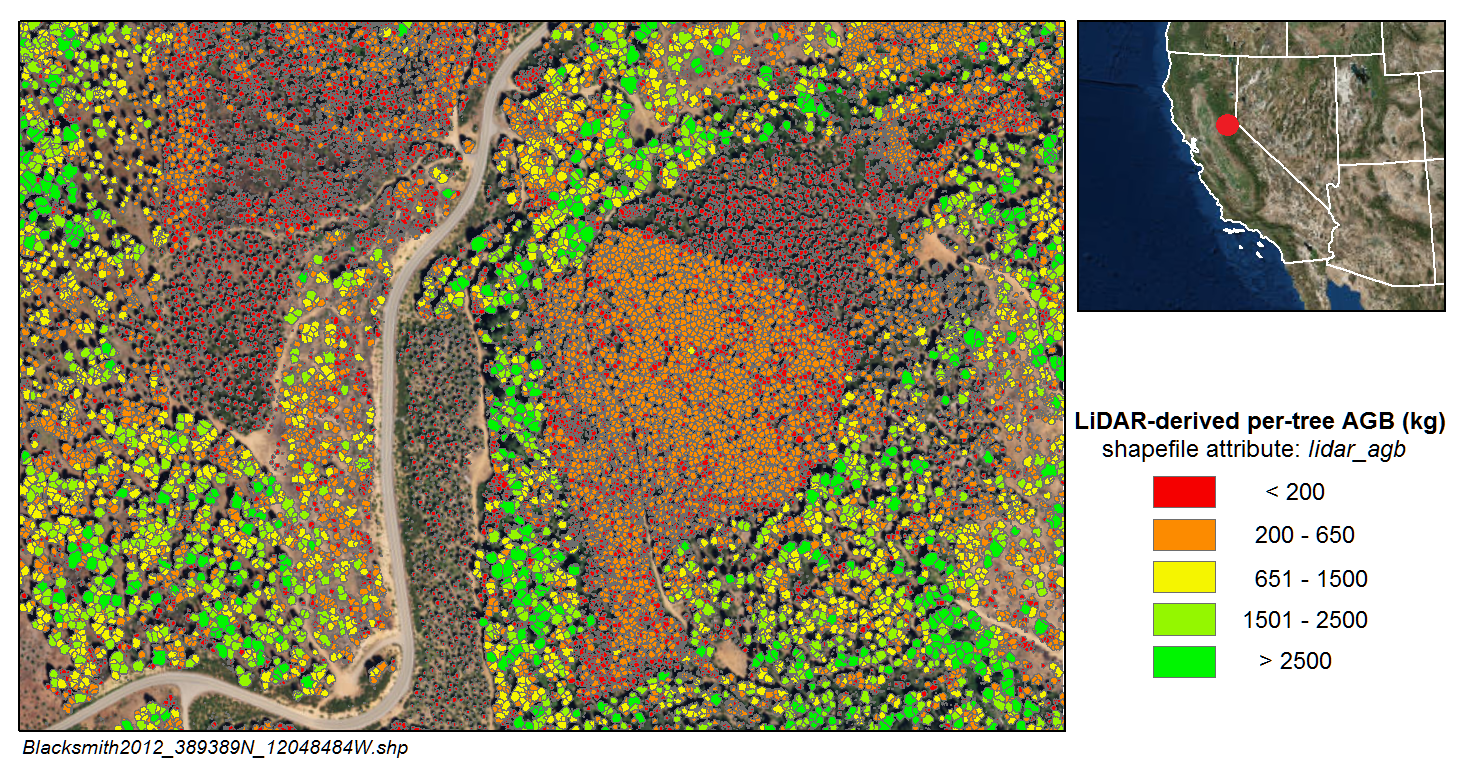 LiDAR-derived per-tree AGB (kg)
shapefile attribute: lidar_agb
< 200
200 - 650
651 - 1500
1501 - 2500
> 2500
Blacksmith2012_389389N_12048484W.shp